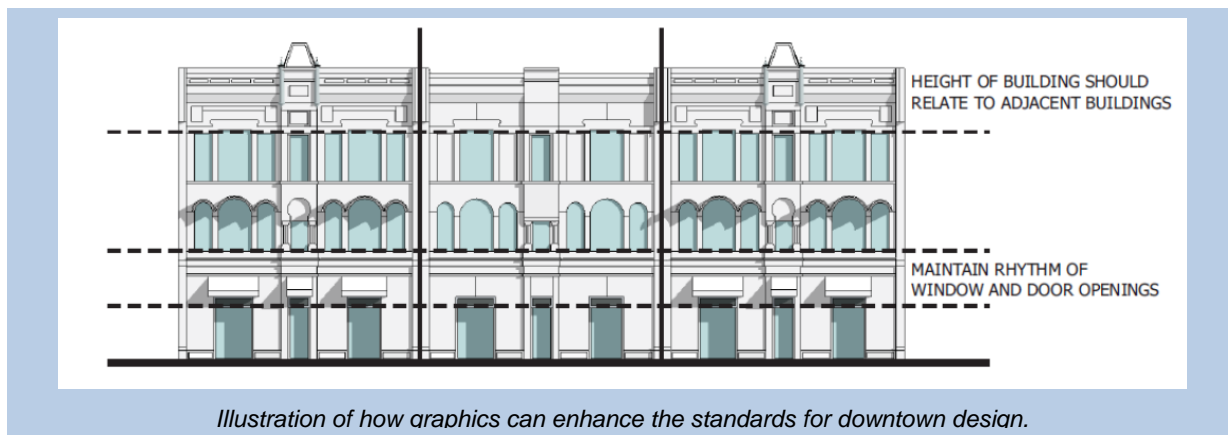 HEIGHT OF BUILDING SHOULD
RELATE TO ADJACENT BUILDINGS
MAINTAIN RHYTHM OF
WINDOW AND DOOR OPENINGS
Illustration of how graphics can enhance the standards for downtown design.